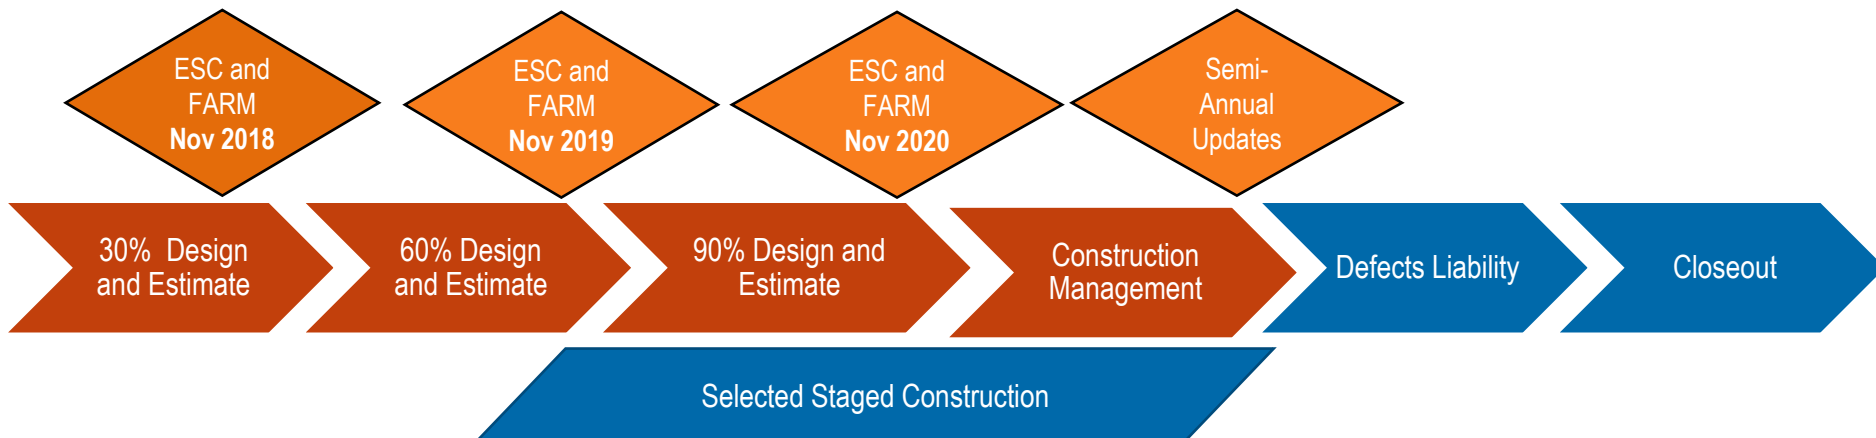 ESC and
FARM
Nov 2018
ESC and
FARM
Nov 2019
ESC and
FARM
Nov 2020
Semi-
Annual
Updates
30%  Design
and Estimate
60% Design
and Estimate
90% Design and
Estimate
Construction
Management
Defects Liability
Closeout
Selected Staged Construction